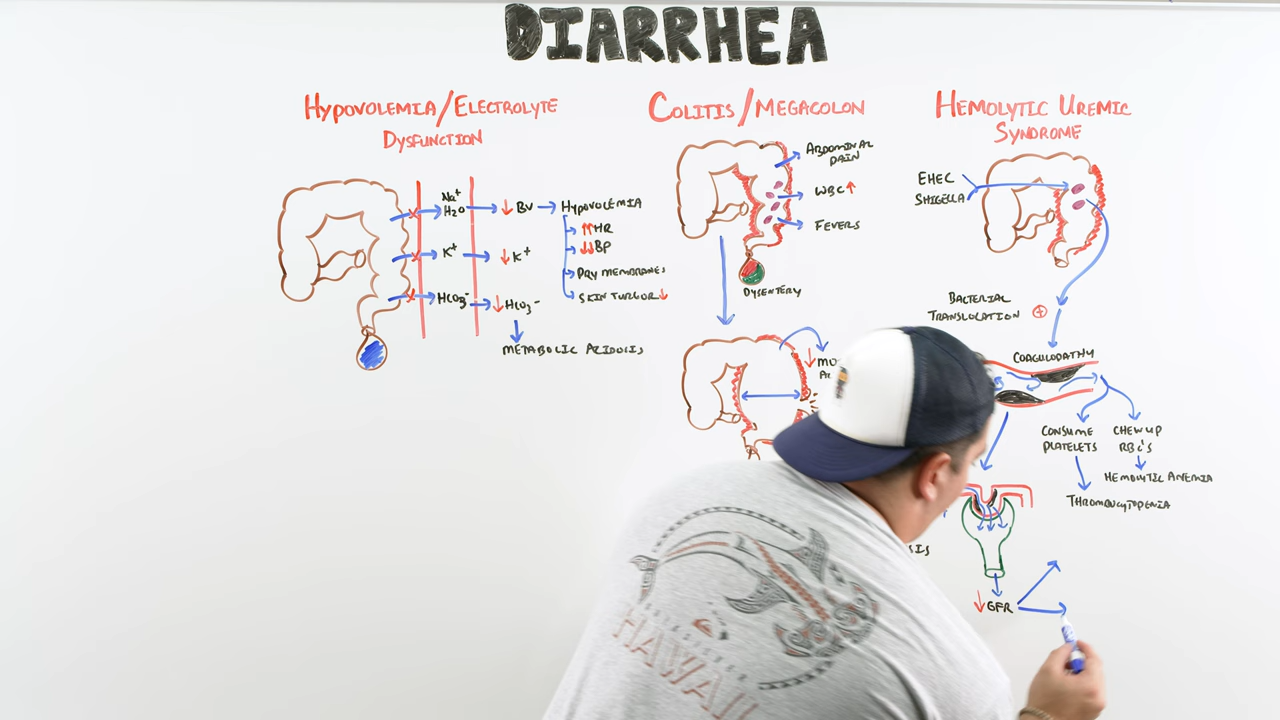 DIARRHEA
HYPOVOLEMIA/ELECTROLYTE
DYSFUNCTION
Na+
H2O
↓ BV → HYPOVOLEMIA
↑↑HR
↓↓BP
DRY MEMBRANES
SKIN TURGOR↓
K+
↓K+
HCO3-
↓HCO3-
METABOLIC ACIDOSIS
COLITIS/MEGACOLON
ABDOMINAL
PAIN
WBC↑
FEVERS
DYSENTERY
HEMOLYTIC UREMIC
SYNDROME
EHEC
SHIGELLA
BACTERIAL
TRANSLOCATION +
COAGULOPATHY
CONSUME
PLATELETS
THROMBOCYTOPENIA
CHEW UP
RBC's
HEMOLYTIC ANEMIA
↓GFR
HAWAII